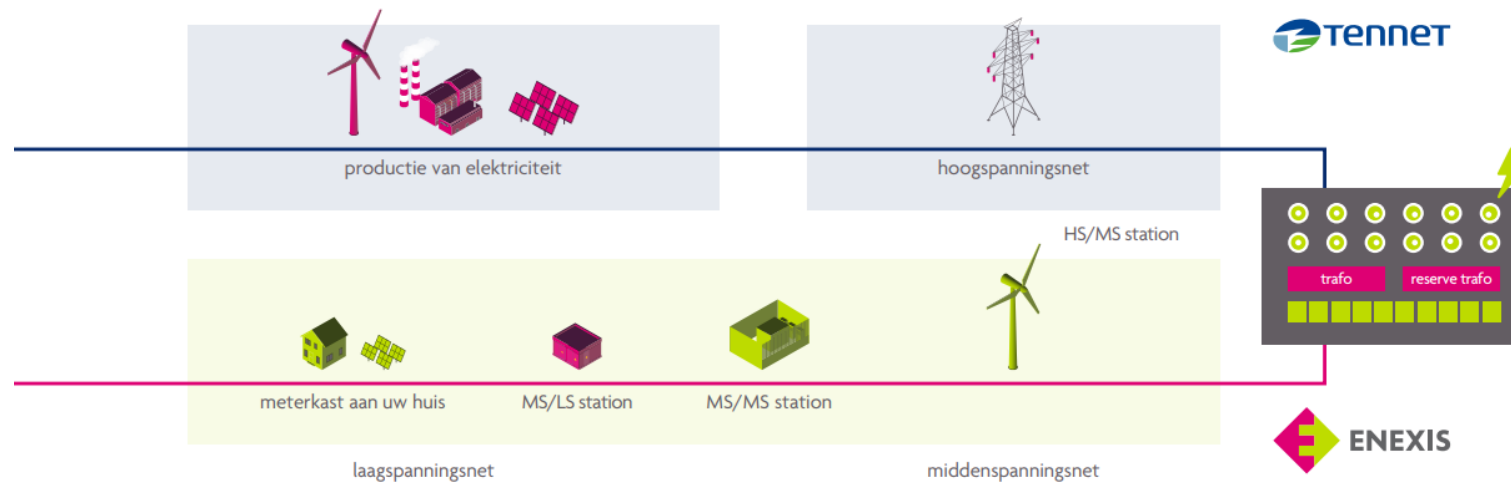 TenneT
productie van elektriciteit
hoogspanningsnet
HS/MS station
trafo
reserve trafo
meterkast aan uw huis
MS/LS station
MS/MS station
ENEXIS
laagspanningsnet
middenspanningsnet